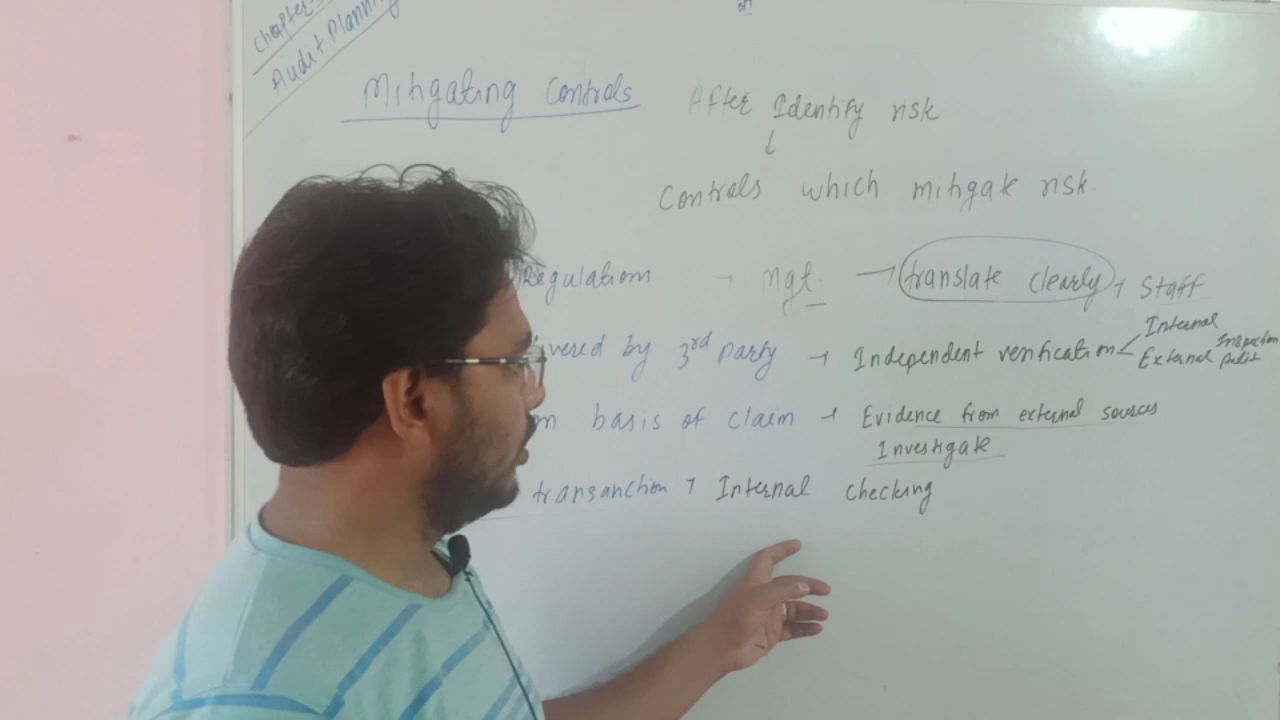 Chapter-
Audit Planning
Mitigating Controls
After Identify risk
↓
Controls which mitigate risk
Regulation → Mgt. → translate clearly → Staff
vered by 3rd party → Independent verification < Internal
External Inspection Audit
n basis of claim → Evidence from external sources
Investigate
transanction → Internal checking